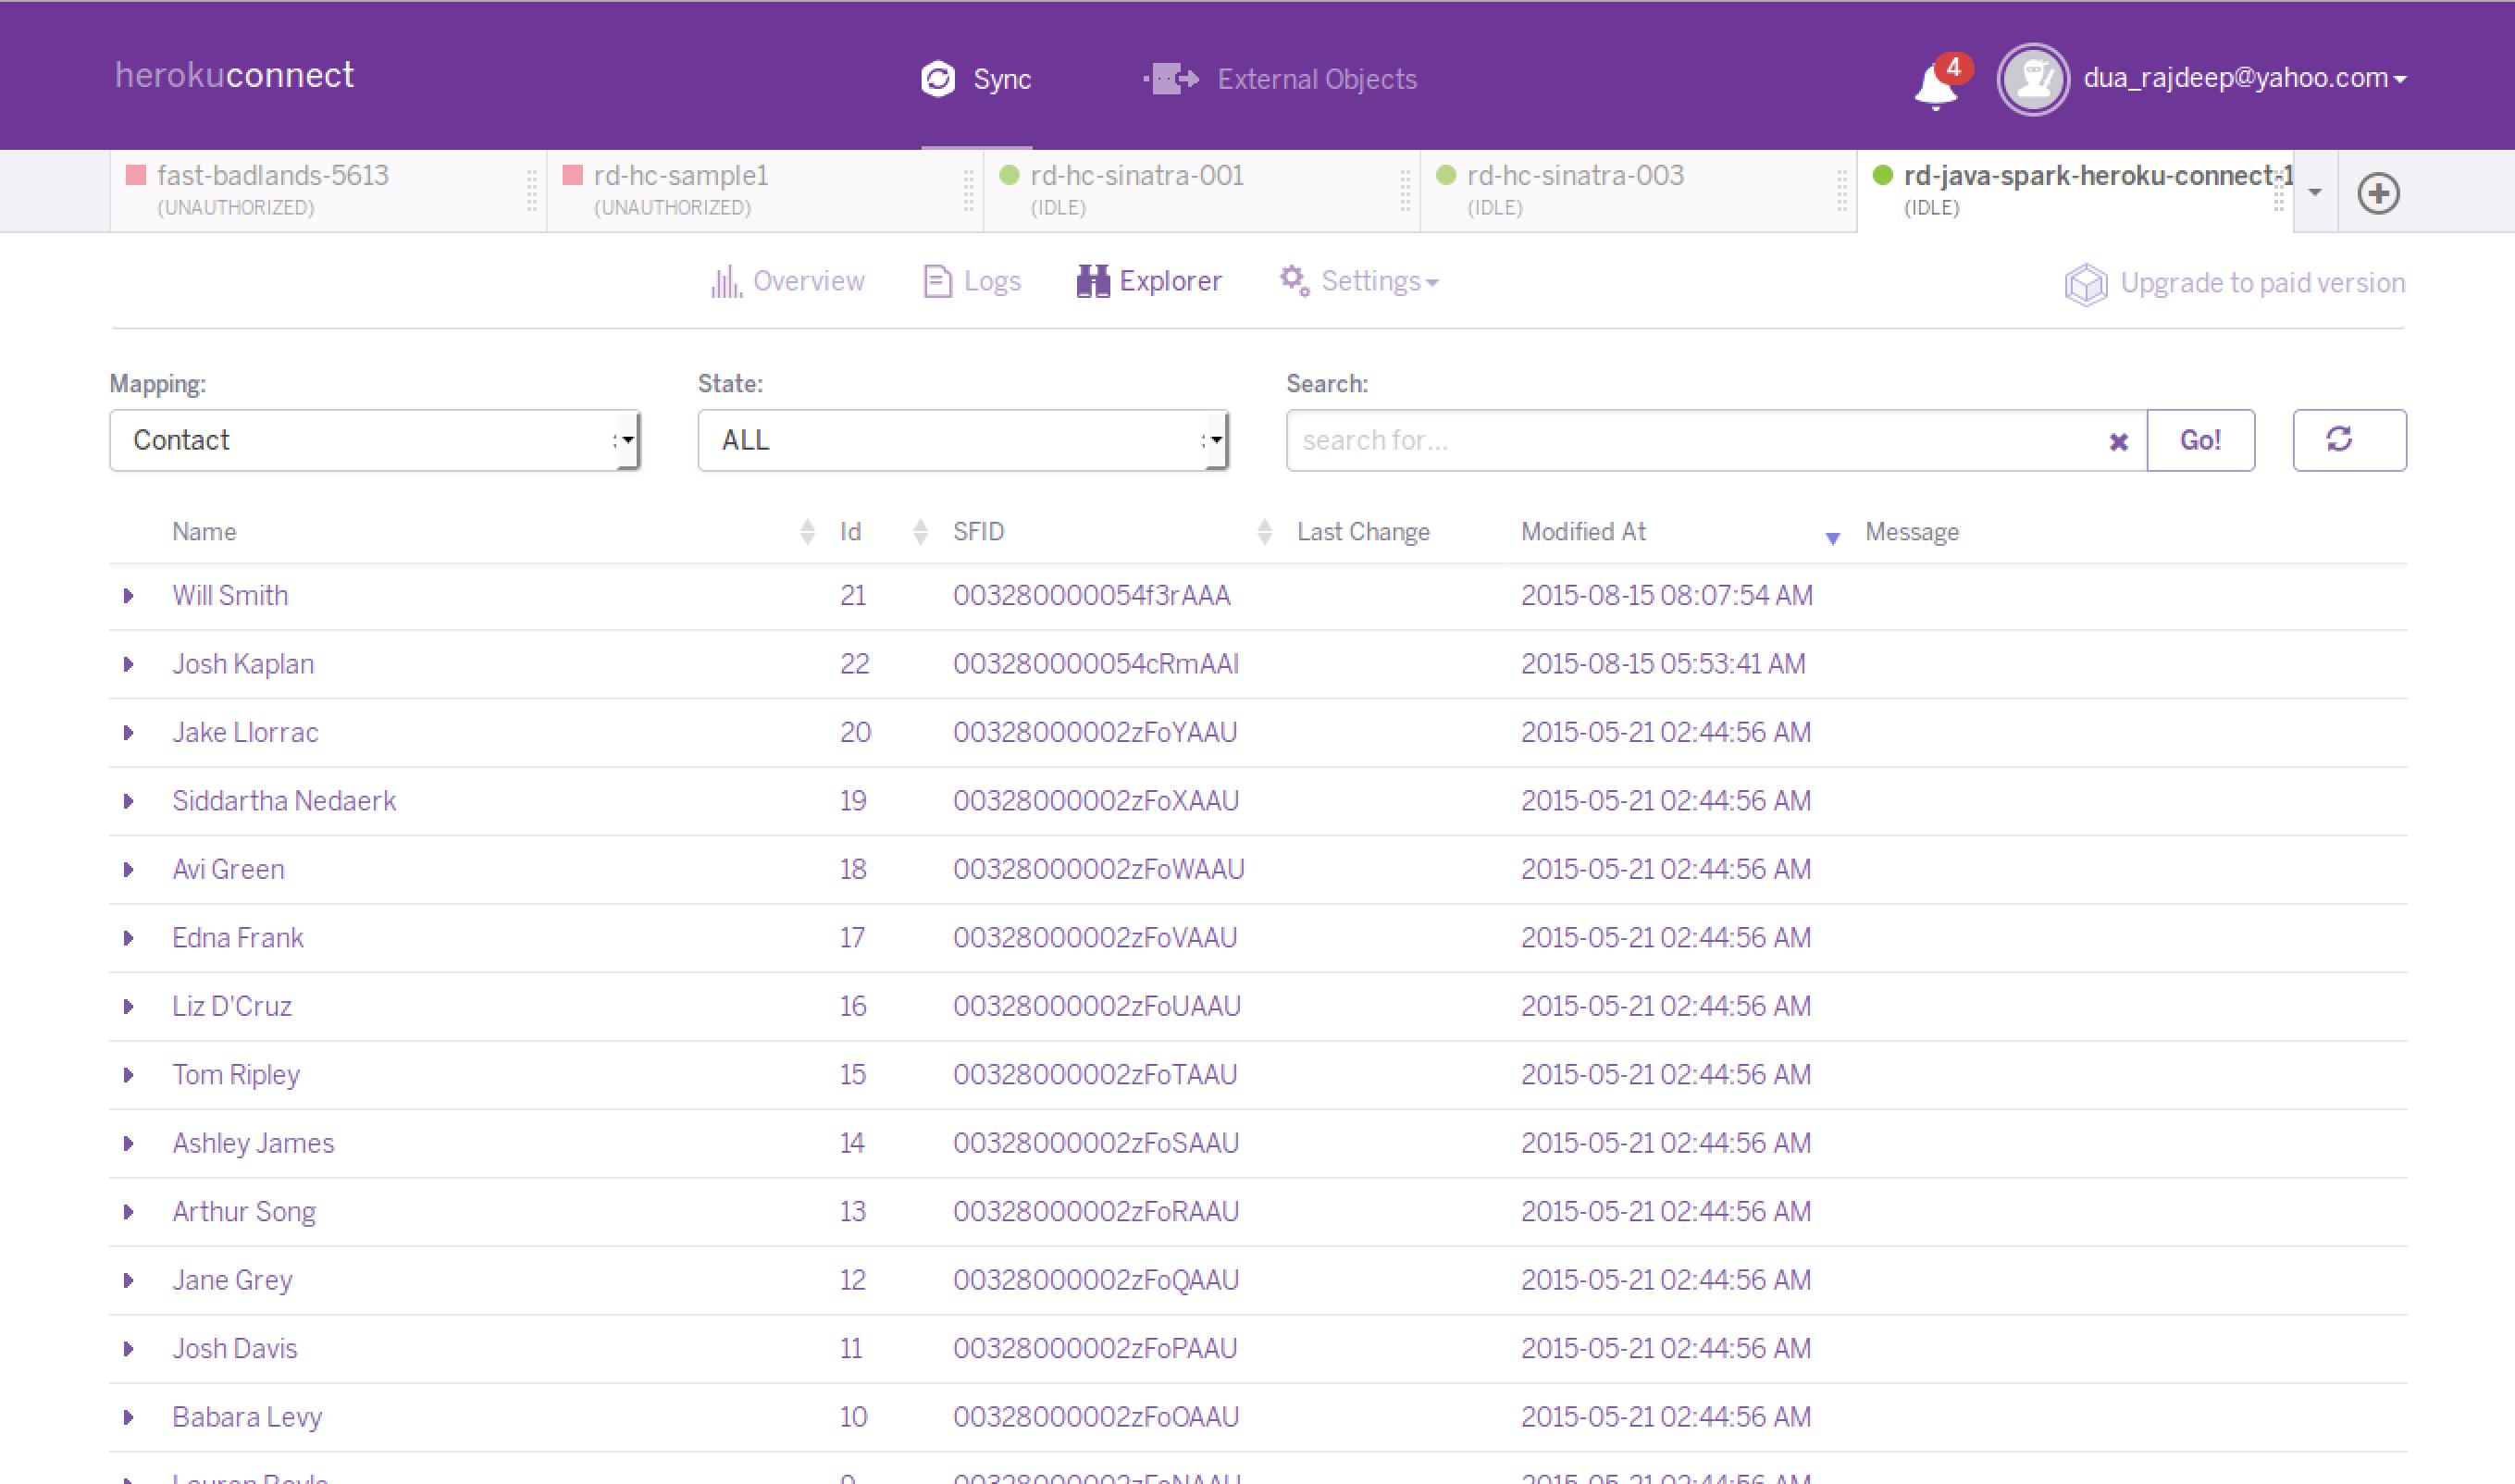 herokuconnect Sync External Objects 4 dua_rajdeep@yahoo.com
fast-badlands-5613 rd-hc-sample1 rd-hc-sinatra-001 rd-hc-sinatra-003 rd-java-spark-heroku-connect-1
(UNAUTHORIZED) (UNAUTHORIZED) (IDLE) (IDLE) (IDLE)
Overview Logs Explorer Settings Upgrade to paid version
Mapping: State: Search:
Contact ALL search for... Go!
Name Id SFID Last Change Modified At Message
Will Smith 21 003280000054f3rAAA 2015-08-15 08:07:54 AM
Josh Kaplan 22 003280000054cRmAAI 2015-08-15 05:53:41 AM
Jake Llorrac 20 00328000002zFoYAAU 2015-05-21 02:44:56 AM
Siddartha Nedaerk 19 00328000002zFoXAAU 2015-05-21 02:44:56 AM
Avi Green 18 00328000002zFoWAAU 2015-05-21 02:44:56 AM
Edna Frank 17 00328000002zFoVAAU 2015-05-21 02:44:56 AM
Liz D'Cruz 16 00328000002zFoUAAU 2015-05-21 02:44:56 AM
Tom Ripley 15 00328000002zFoTAAU 2015-05-21 02:44:56 AM
Ashley James 14 00328000002zFoSAAU 2015-05-21 02:44:56 AM
Arthur Song 13 00328000002zFoRAAU 2015-05-21 02:44:56 AM
Jane Grey 12 00328000002zFoQAAU 2015-05-21 02:44:56 AM
Josh Davis 11 00328000002zFoPAAU 2015-05-21 02:44:56 AM
Babara Levy 10 00328000002zFoOAAU 2015-05-21 02:44:56 AM